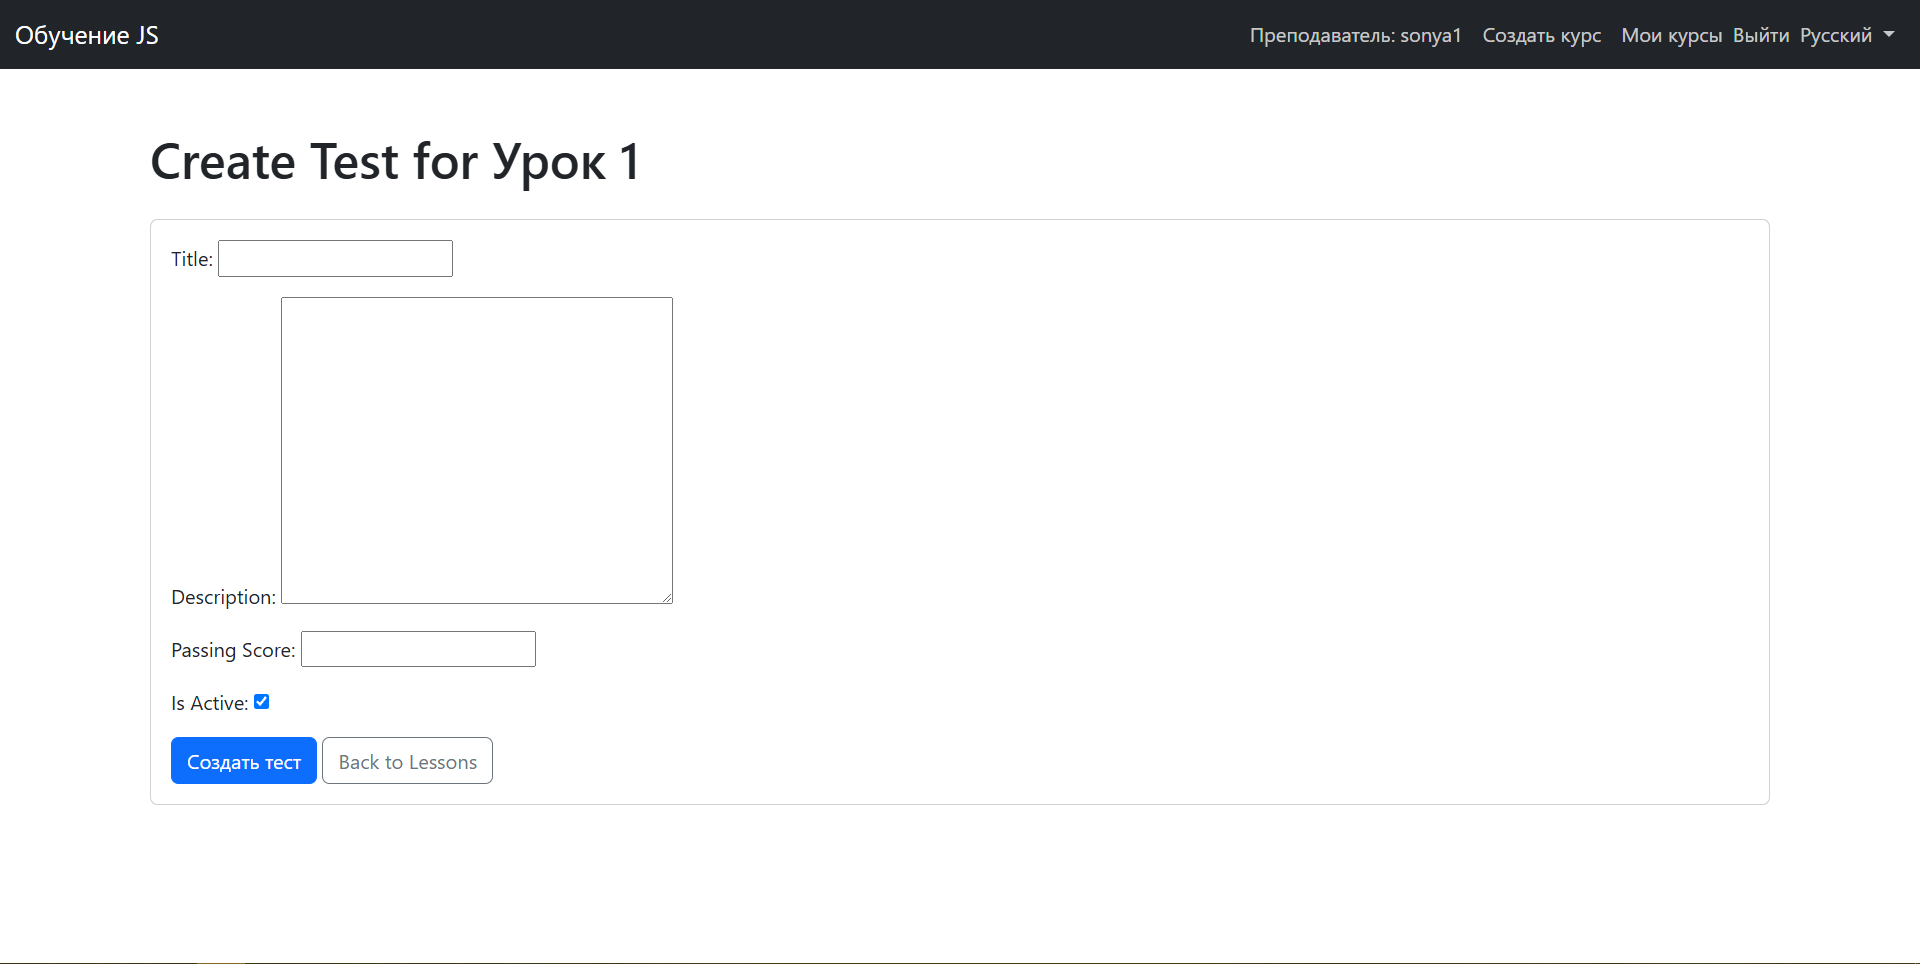 Обучение JS
Преподаватель: sonya1 Создать курс Мои курсы Выйти Русский
Create Test for Урок 1
Title:
Description:
Passing Score:
Is Active:
Создать тест Back to Lessons